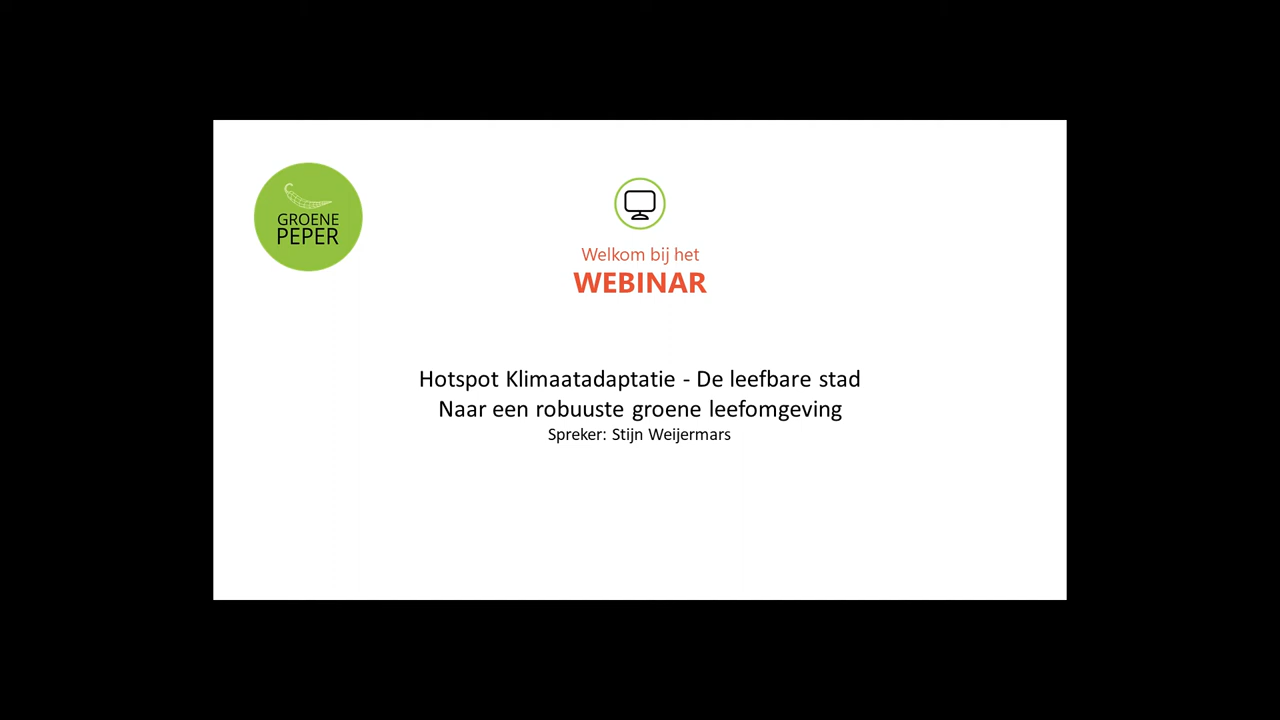 GROENE
PEPER
Welkom bij het
WEBINAR
Hotspot Klimaatadaptatie - De leefbare stad
Naar een robuuste groene leefomgeving
Spreker: Stijn Weijermars